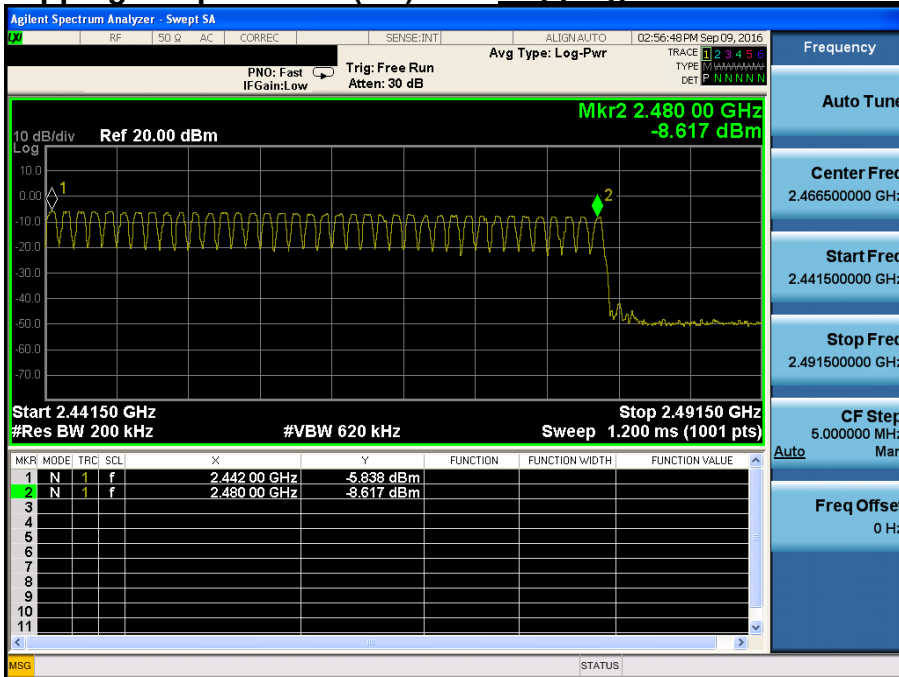 Agilent Spectrum Analyzer - Swept SA
LXI RF 50 Ω AC CORREC SENSE:INT ALIGN AUTO 02:56:48 PM Sep 09, 2016
Avg Type: Log-Pwr
TRACE 1 2 3 4 5 6
TYPE M WWWWW
DET P N N N N N
PNO: Fast
IFGain:Low
Trig: Free Run
Atten: 30 dB
Mkr2 2.480 00 GHz
-8.617 dBm
10 dB/div Ref 20.00 dBm
Log
10.0
0.00
-10.0
-20.0
-30.0
-40.0
-50.0
-60.0
-70.0
1
2
Start 2.44150 GHz
Stop 2.49150 GHz
#Res BW 200 kHz
#VBW 620 kHz
Sweep 1.200 ms (1001 pts)
MKR MODE TRC SCL X Y FUNCTION FUNCTION WIDTH FUNCTION VALUE
1 N 1 f 2.442 00 GHz -5.838 dBm
2 N 1 f 2.480 00 GHz -8.617 dBm
3
4
5
6
7
8
9
10
11
MSG
STATUS
Frequency
Auto Tune
Center Freq
2.466500000 GHz
Start Freq
2.441500000 GHz
Stop Freq
2.491500000 GHz
CF Step
5.000000 MHz
Auto Man
Freq Offset
0 Hz